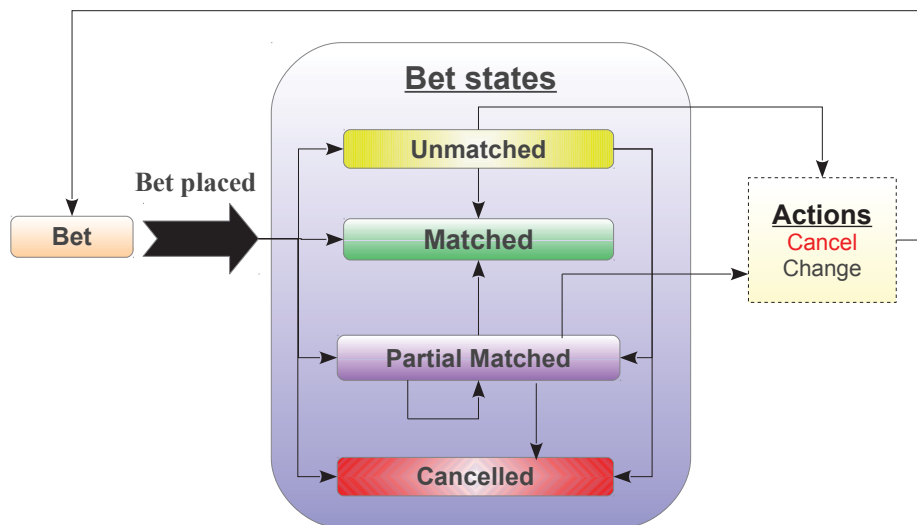 Bet states
Unmatched
Bet placed
Bet
Matched
Actions
Cancel
Change
Partial Matched
Cancelled